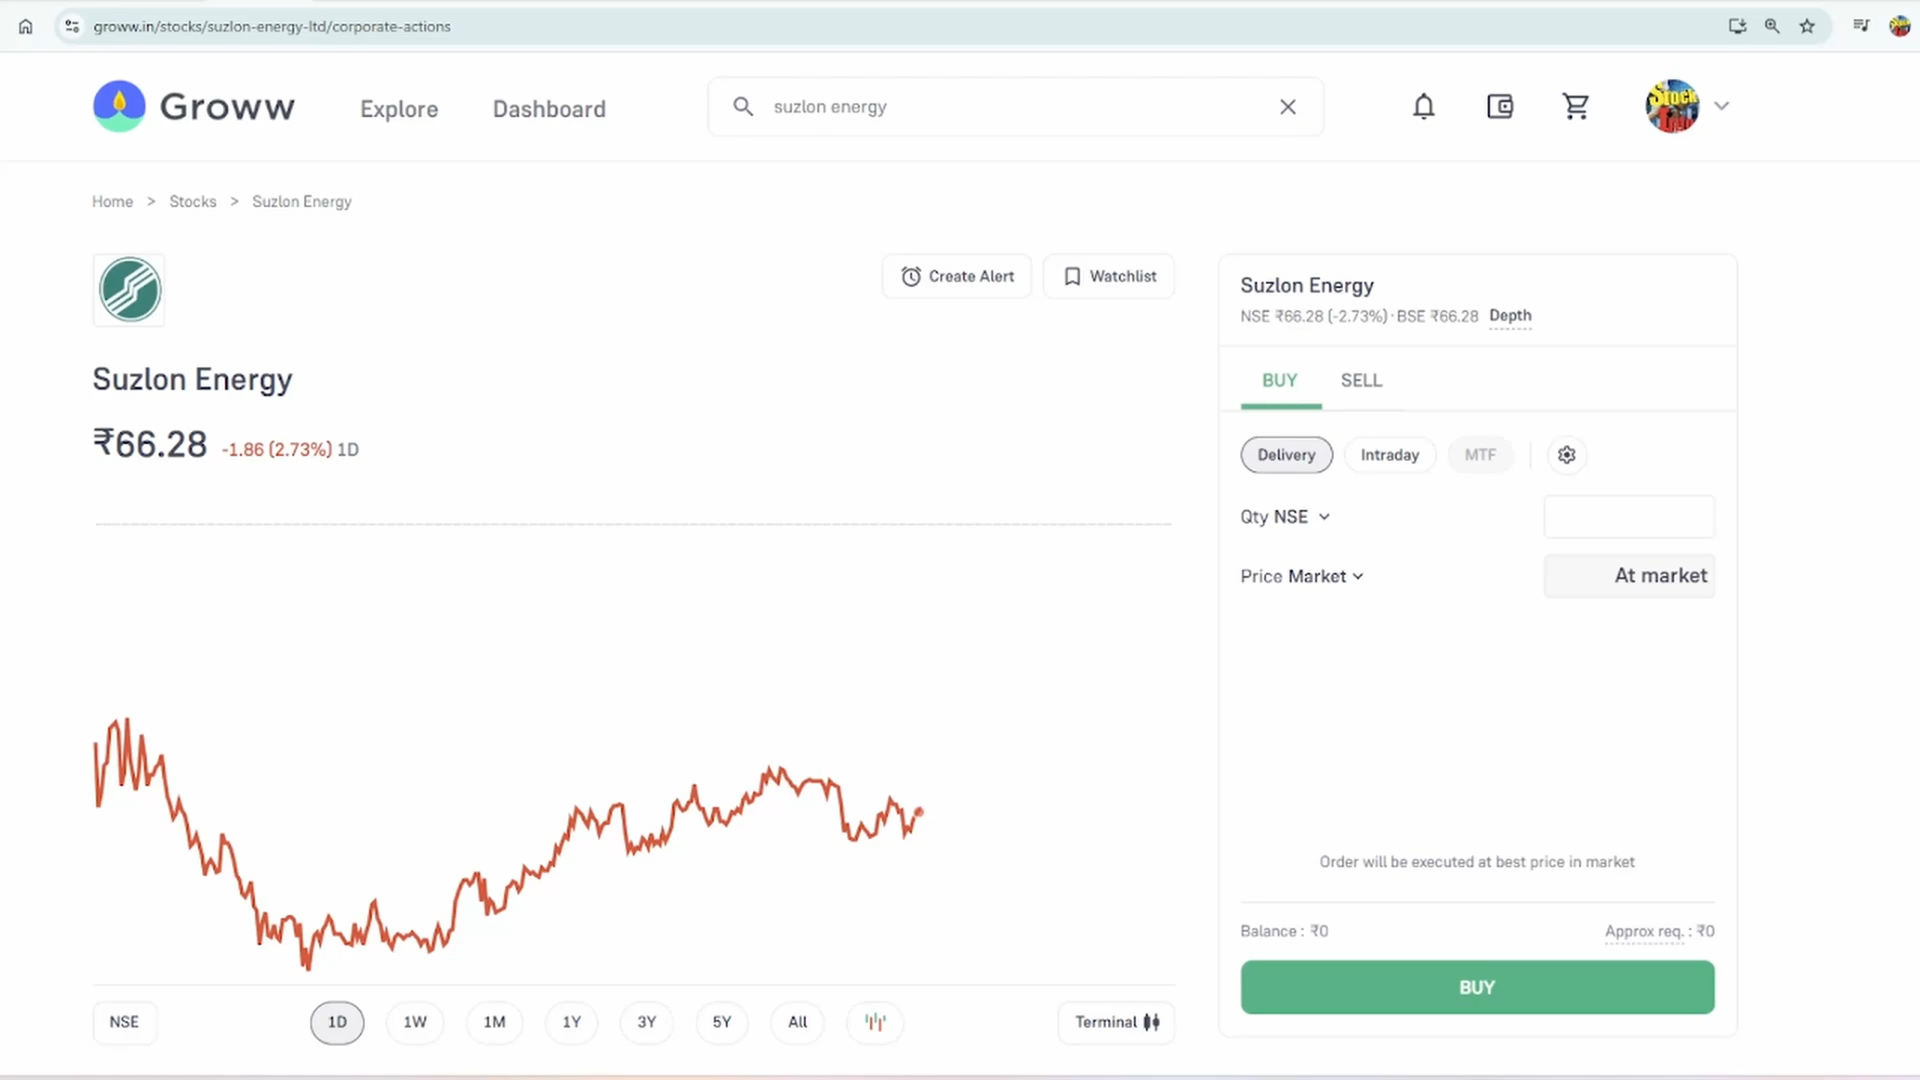 groww.in/stocks/suzlon-energy-ltd/corporate-actions
Groww
Explore
Dashboard
suzlon energy
Stock
Home > Stocks > Suzlon Energy
Create Alert
Watchlist
Suzlon Energy
₹66.28 -1.86 (2.73%) 1D
NSE
1D
1W
1M
1Y
3Y
5Y
All
Terminal
Suzlon Energy
NSE ₹66.28 (-2.73%) · BSE ₹66.28 Depth
BUY
SELL
Delivery
Intraday
MTF
Qty NSE
Price Market
At market
Order will be executed at best price in market
Balance : ₹0
Approx req. : ₹0
BUY